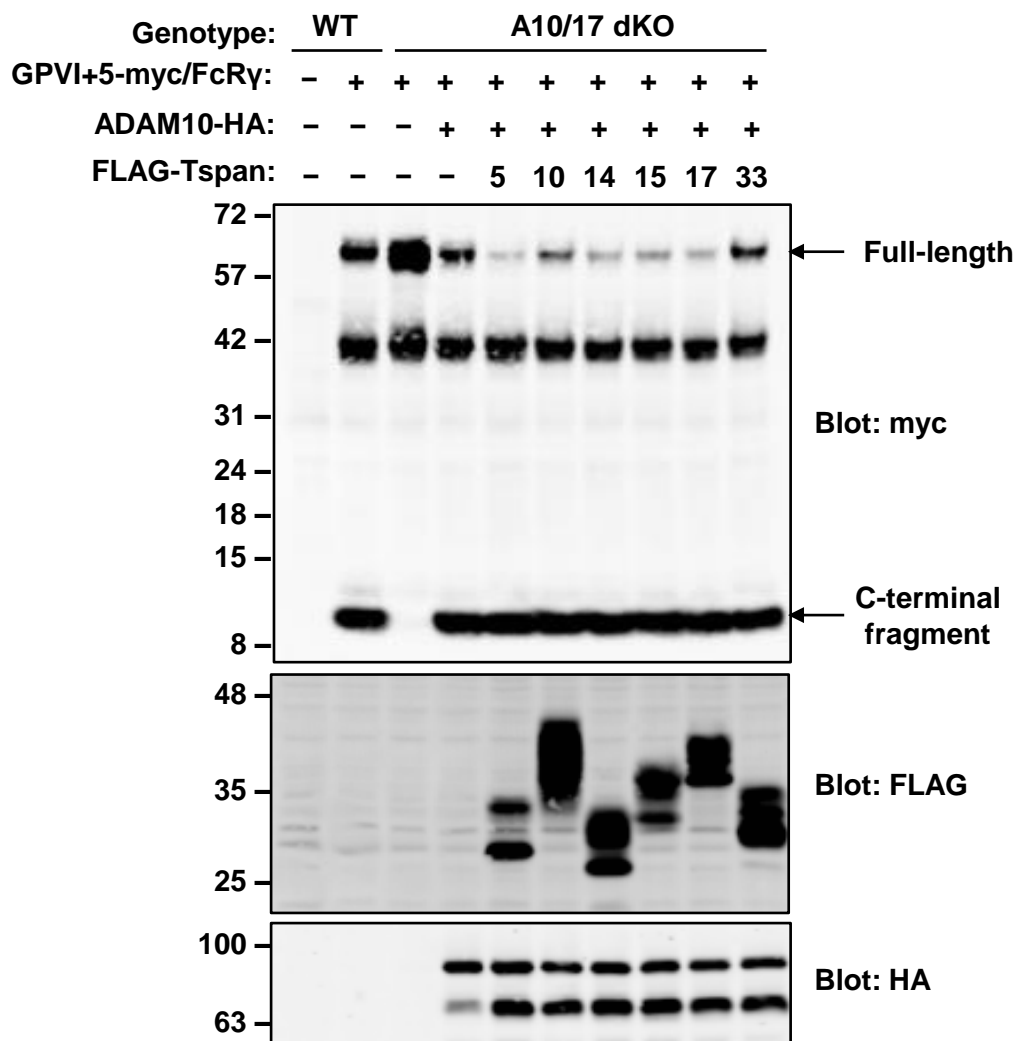 Genotype: WT A10/17 dKO
GPVI+5-myc/FcRγ: – + + + + + + + + +
ADAM10-HA: – – – + + + + + + +
FLAG-Tspan: – – – – 5 10 14 15 17 33
72
Full-length
57
42
31
Blot: myc
24
18
15
C-terminal
fragment
8
48
35
Blot: FLAG
25
100
Blot: HA
63